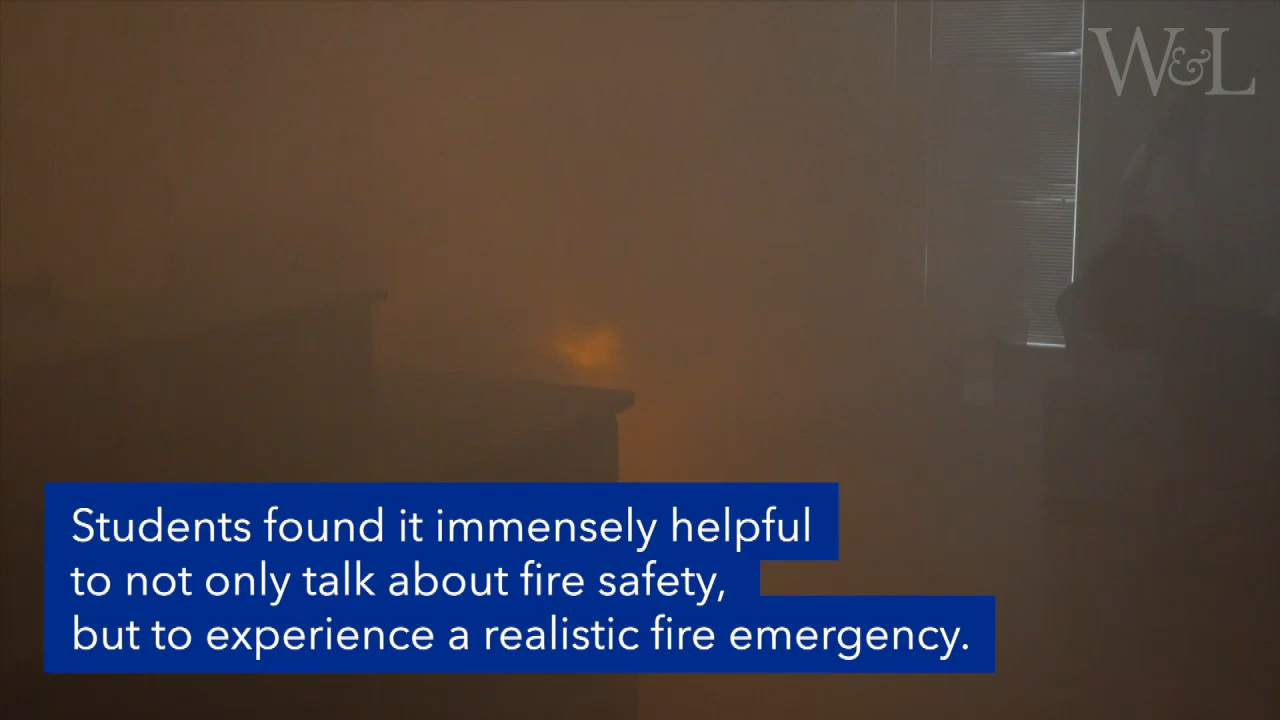 W&L
Students found it immensely helpful
to not only talk about fire safety,
but to experience a realistic fire emergency.